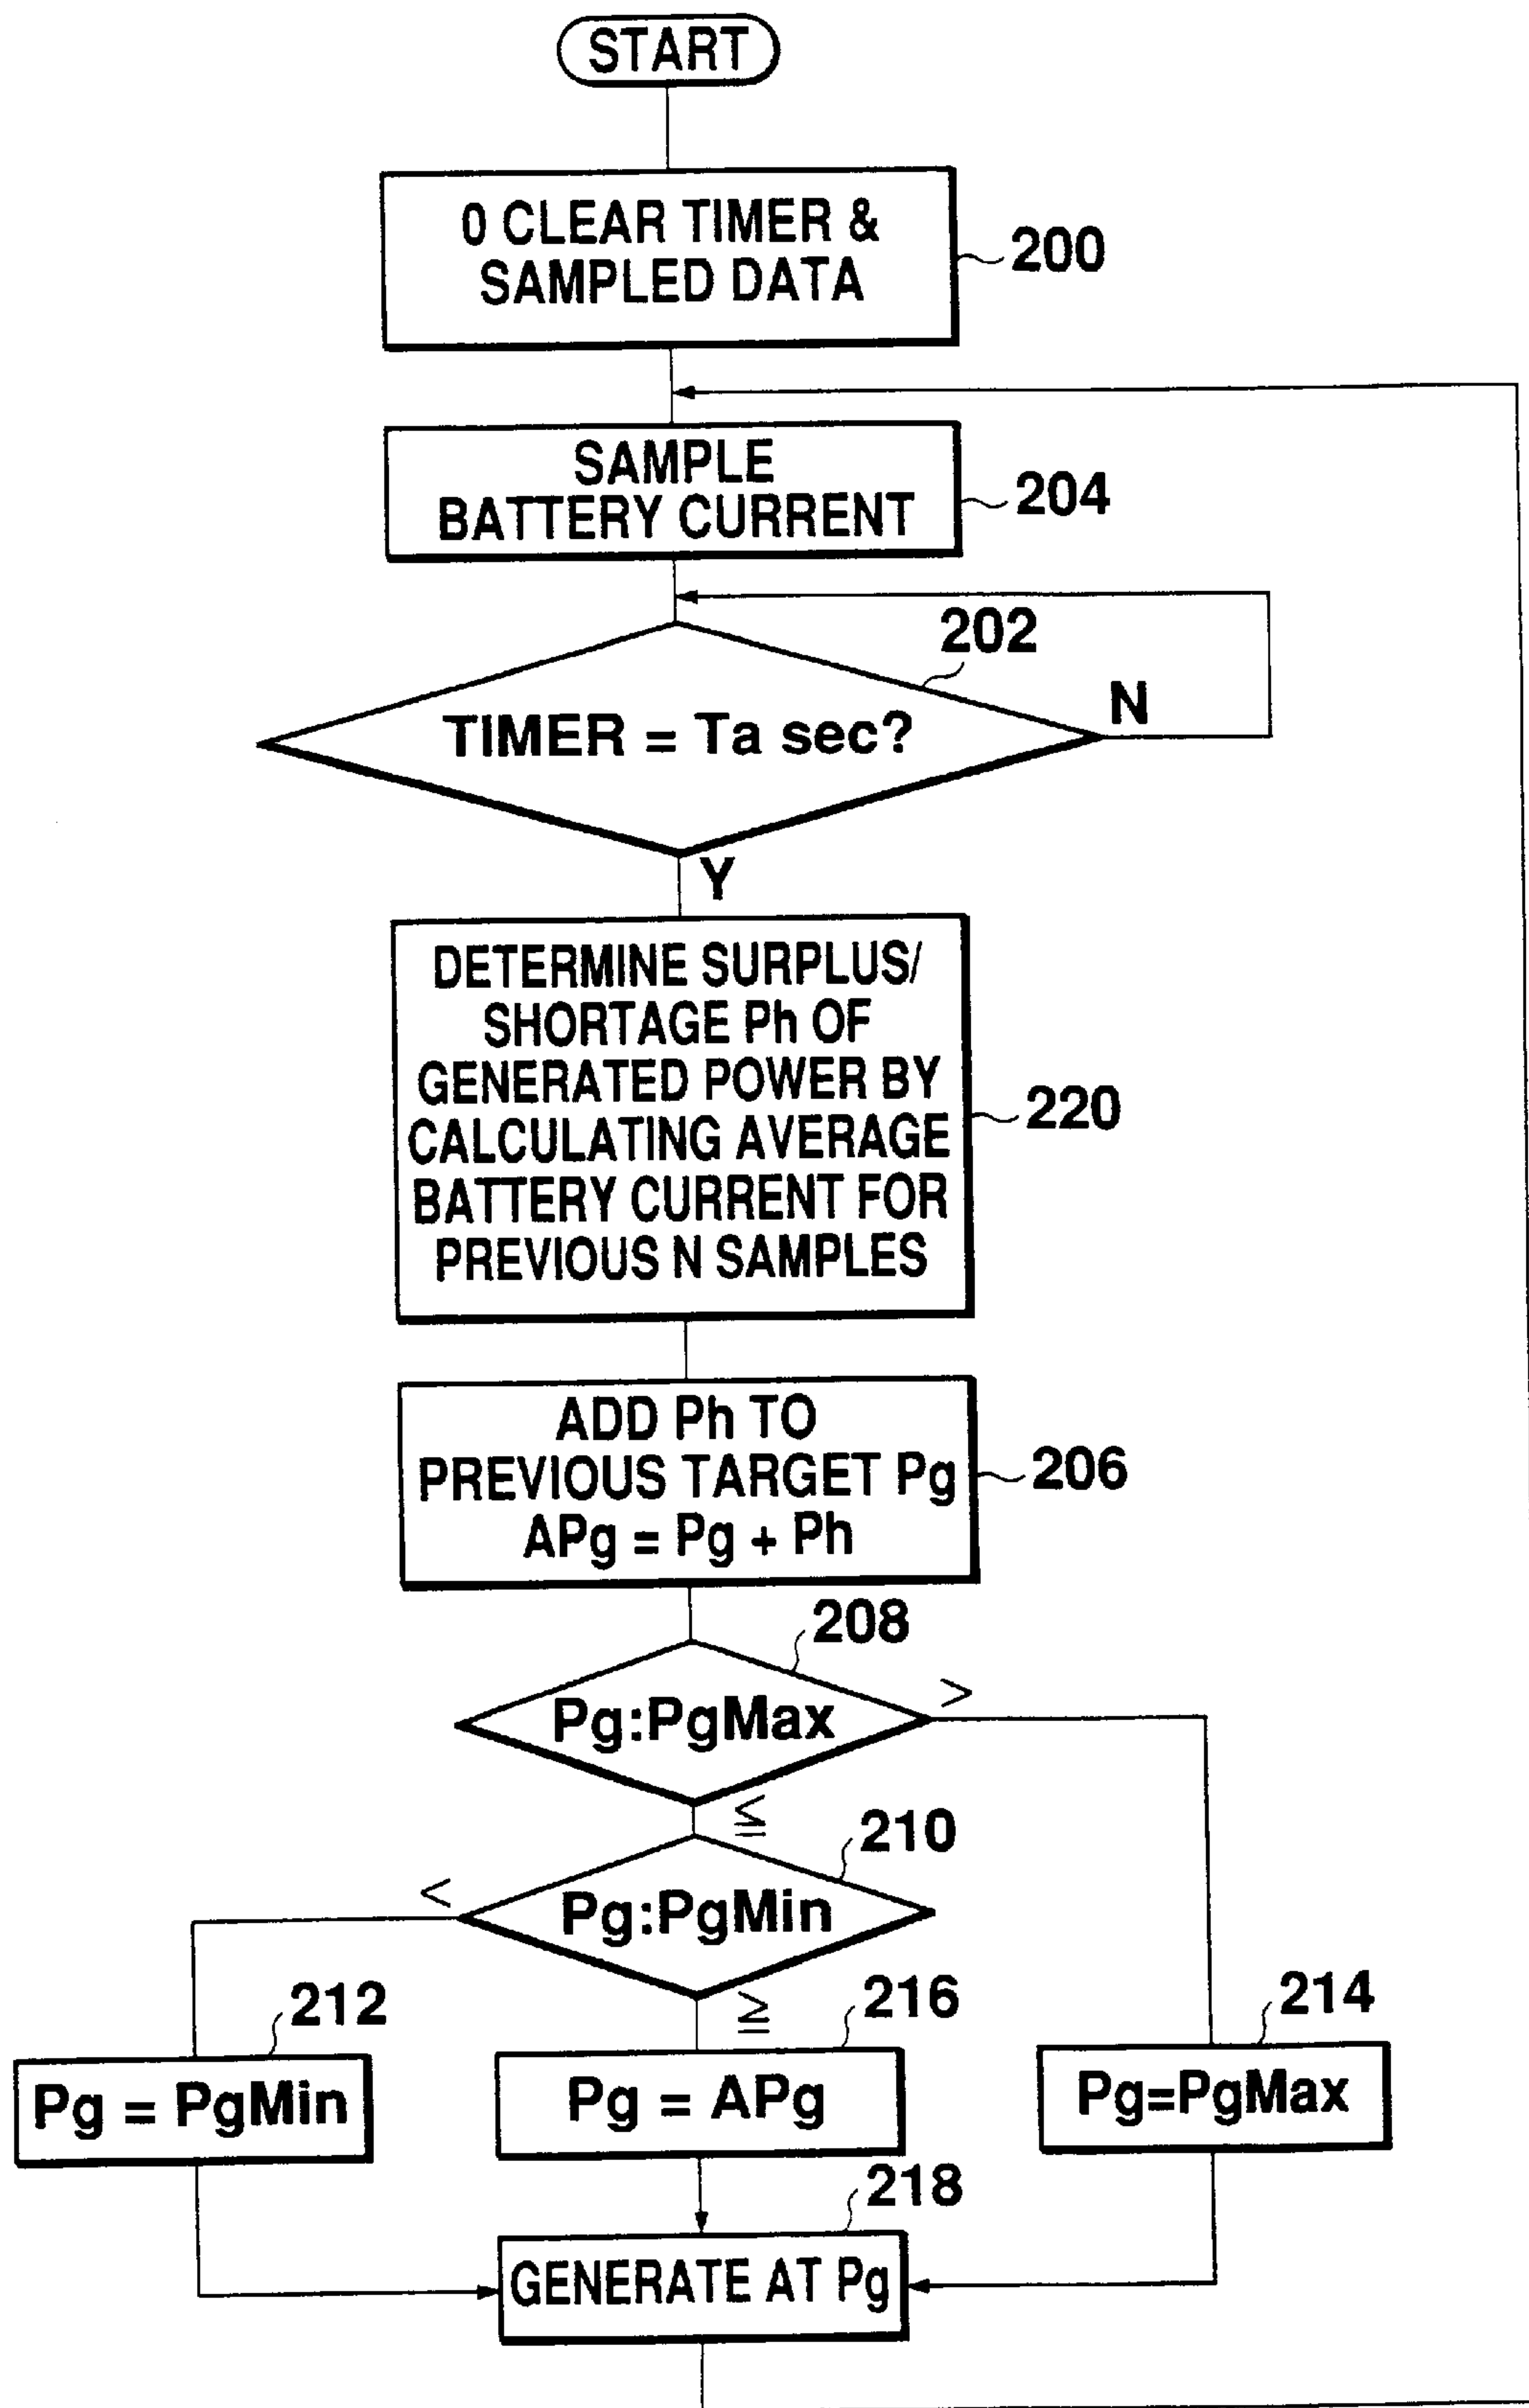 START
0 CLEAR TIMER &
SAMPLED DATA
200
SAMPLE
BATTERY CURRENT
204
202
TIMER = Ta sec?
N
Y
DETERMINE SURPLUS/
SHORTAGE Ph OF
GENERATED POWER BY
CALCULATING AVERAGE
BATTERY CURRENT FOR
PREVIOUS N SAMPLES
220
ADD Ph TO
PREVIOUS TARGET Pg
APg = Pg + Ph
206
208
Pg:PgMax
>
≦
210
<
Pg:PgMin
≧
212
216
214
Pg = PgMin
Pg = APg
Pg=PgMax
218
GENERATE AT Pg